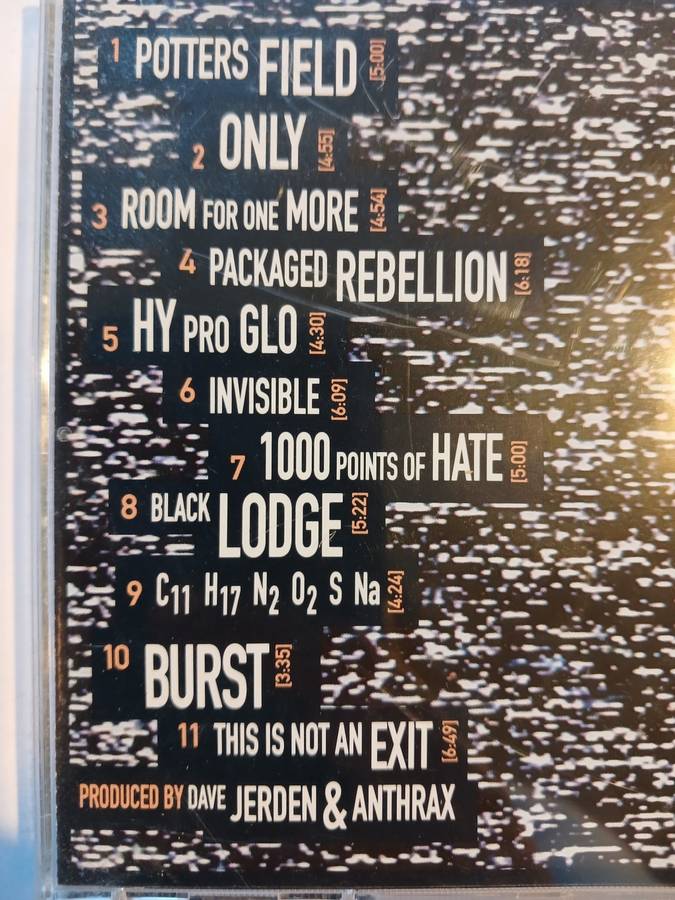 1 POTTERS FIELD [5:00]
2 ONLY [4:55]
3 ROOM FOR ONE MORE [4:54]
4 PACKAGED REBELLION [6:18]
5 HY PRO GLO [4:30]
6 INVISIBLE [6:09]
7 1000 POINTS OF HATE [5:00]
8 BLACK LODGE [5:22]
9 C11 H17 N2 O2 S Na [4:24]
10 BURST [3:35]
11 THIS IS NOT AN EXIT [6:49]
PRODUCED BY DAVE JERDEN & ANTHRAX